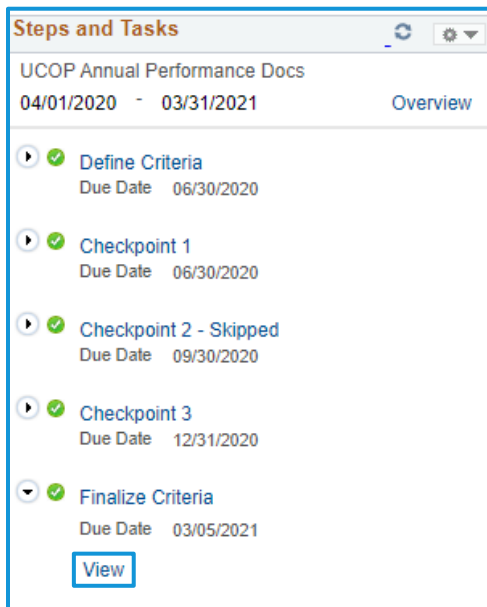 Steps and Tasks
UCOP Annual Performance Docs
04/01/2020 - 03/31/2021 Overview
Define Criteria
Due Date 06/30/2020
Checkpoint 1
Due Date 06/30/2020
Checkpoint 2 - Skipped
Due Date 09/30/2020
Checkpoint 3
Due Date 12/31/2020
Finalize Criteria
Due Date 03/05/2021
View